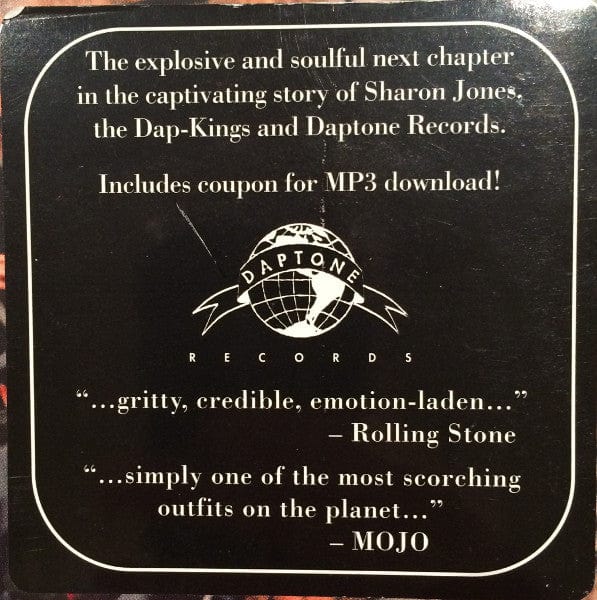 The explosive and soulful next chapter
in the captivating story of Sharon Jones,
the Dap-Kings and Daptone Records.
Includes coupon for MP3 download!
DAPTONE
RECORDS
“...gritty, credible, emotion-laden...”
– Rolling Stone
“...simply one of the most scorching
outfits on the planet...”
– MOJO